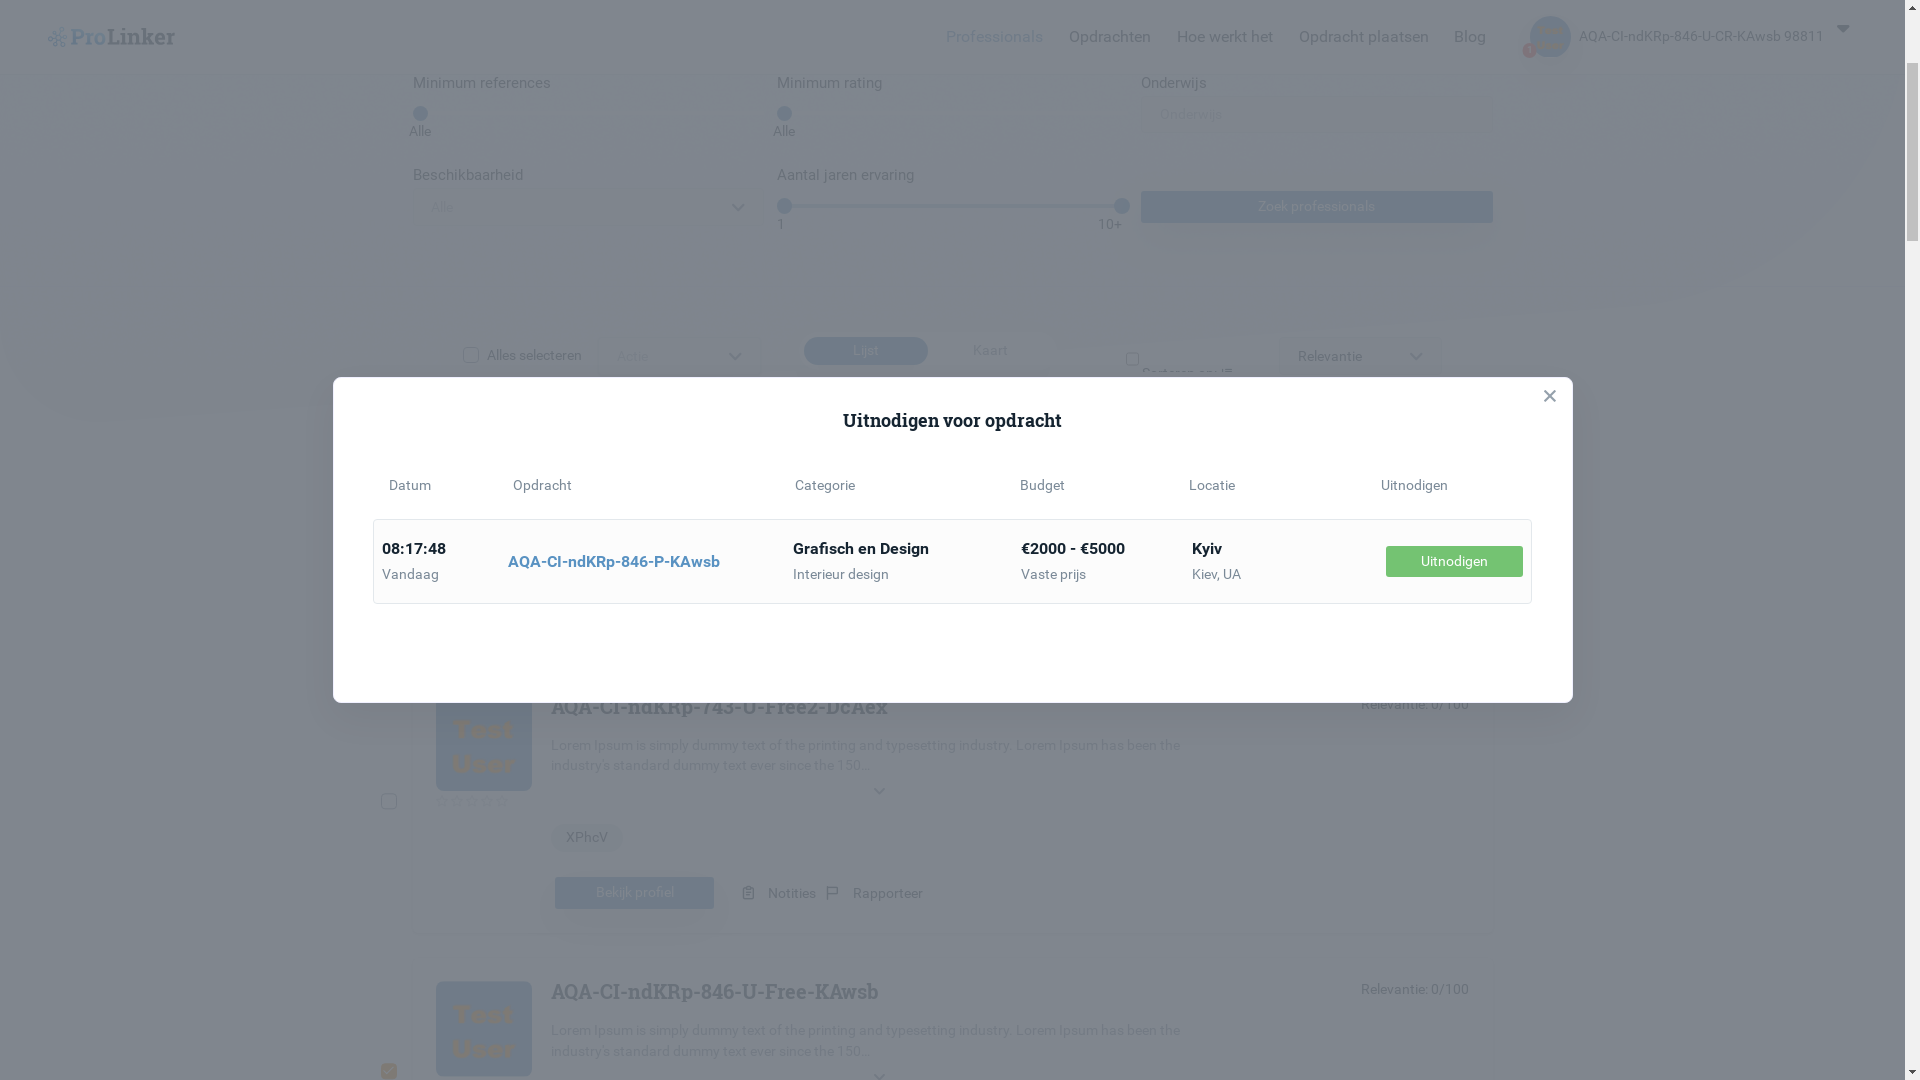 ProLinker
Professionals
Opdrachten
Hoe werkt het
Opdracht plaatsen
Blog
1
AQA-CI-ndKRp-846-U-CR-KAwsb 98811
Minimum references
Minimum rating
Onderwijs
Alle
Alle
Onderwijs
Beschikbaarheid
Aantal jaren ervaring
Alle
1
10+
Zoek professionals
Alles selecteren
Actie
Lijst
Kaart
Relevantie
Uitnodigen voor opdracht
Datum
Opdracht
Categorie
Budget
Locatie
Uitnodigen
08:17:48
Vandaag
AQA-CI-ndKRp-846-P-KAwsb
Grafisch en Design
Interieur design
€2000 - €5000
Vaste prijs
Kyiv
Kiev, UA
Uitnodigen
AQA-CI-ndKRp-743-U-Free2-DcAex
Relevantie: 0/100
Test
User
Lorem Ipsum is simply dummy text of the printing and typesetting industry. Lorem Ipsum has been the
industry's standard dummy text ever since the 150...
XPhcV
Bekijk profiel
Notities
Rapporteer
AQA-CI-ndKRp-846-U-Free-KAwsb
Relevantie: 0/100
Test
User
Lorem Ipsum is simply dummy text of the printing and typesetting industry. Lorem Ipsum has been the
industry's standard dummy text ever since the 150...